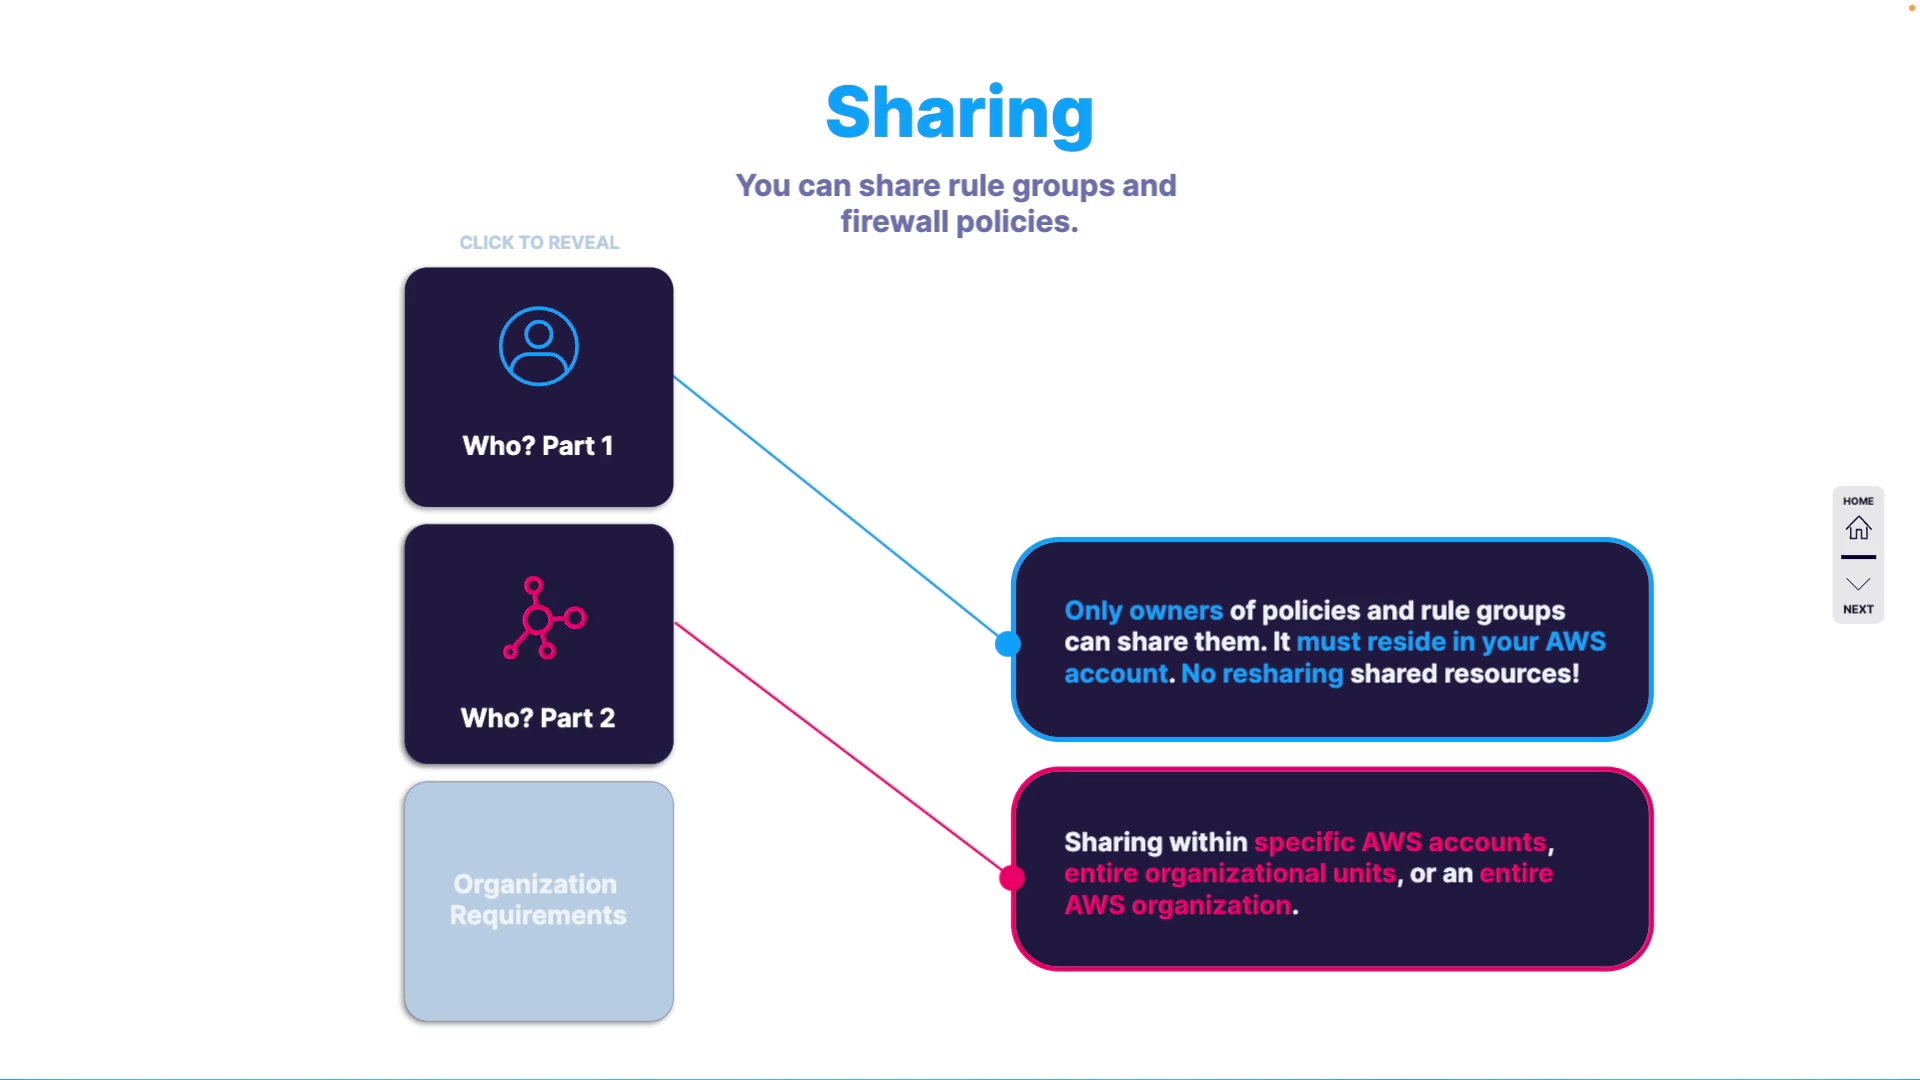 Sharing
You can share rule groups and
firewall policies.
CLICK TO REVEAL
Who? Part 1
Who? Part 2
Organization
Requirements
Only owners of policies and rule groups
can share them. It must reside in your AWS
account. No resharing shared resources!
Sharing within specific AWS accounts,
entire organizational units, or an entire
AWS organization.
HOME
NEXT